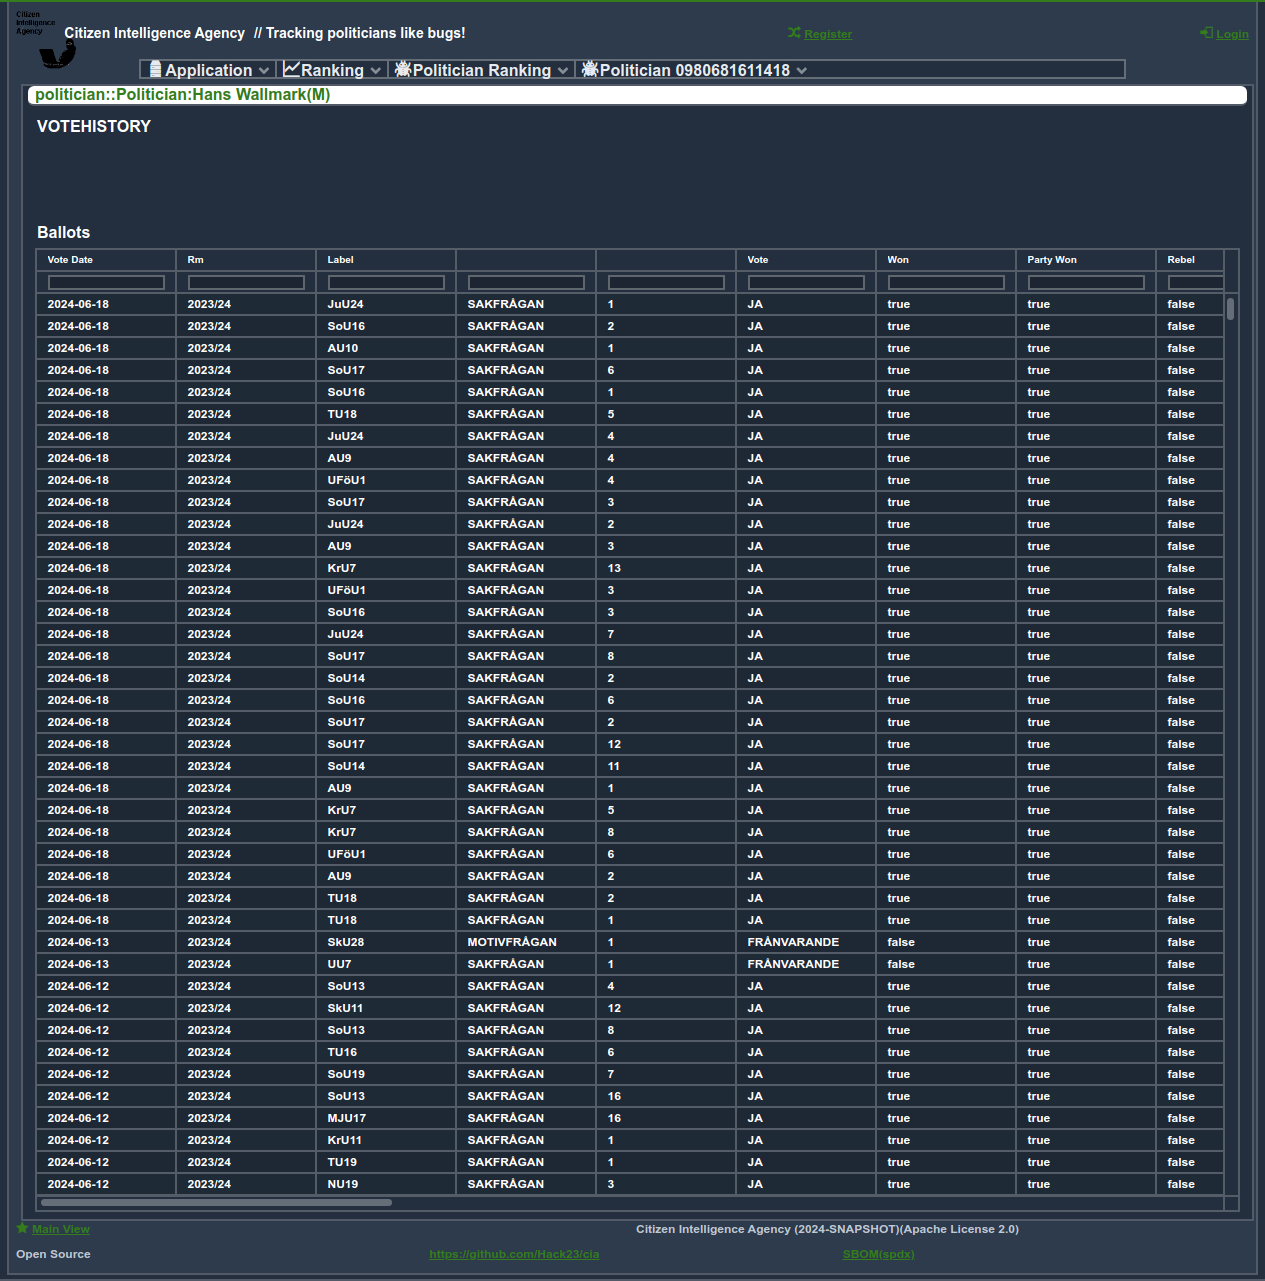 Citizen
Intelligence
Agency
Citizen Intelligence Agency // Tracking politicians like bugs!
Register
Login
Application Ranking Politician Ranking Politician 0980681611418
politician::Politician:Hans Wallmark(M)
VOTEHISTORY
Ballots
Vote Date Rm Label Vote Won Party Won Rebel
2024-06-18 2023/24 JuU24 SAKFRÅGAN 1 JA true true false
2024-06-18 2023/24 SoU16 SAKFRÅGAN 2 JA true true false
2024-06-18 2023/24 AU10 SAKFRÅGAN 1 JA true true false
2024-06-18 2023/24 SoU17 SAKFRÅGAN 6 JA true true false
2024-06-18 2023/24 SoU16 SAKFRÅGAN 1 JA true true false
2024-06-18 2023/24 TU18 SAKFRÅGAN 5 JA true true false
2024-06-18 2023/24 JuU24 SAKFRÅGAN 4 JA true true false
2024-06-18 2023/24 AU9 SAKFRÅGAN 4 JA true true false
2024-06-18 2023/24 UFöU1 SAKFRÅGAN 4 JA true true false
2024-06-18 2023/24 SoU17 SAKFRÅGAN 3 JA true true false
2024-06-18 2023/24 JuU24 SAKFRÅGAN 2 JA true true false
2024-06-18 2023/24 AU9 SAKFRÅGAN 3 JA true true false
2024-06-18 2023/24 KrU7 SAKFRÅGAN 13 JA true true false
2024-06-18 2023/24 UFöU1 SAKFRÅGAN 3 JA true true false
2024-06-18 2023/24 SoU16 SAKFRÅGAN 3 JA true true false
2024-06-18 2023/24 JuU24 SAKFRÅGAN 7 JA true true false
2024-06-18 2023/24 SoU17 SAKFRÅGAN 8 JA true true false
2024-06-18 2023/24 SoU14 SAKFRÅGAN 2 JA true true false
2024-06-18 2023/24 SoU16 SAKFRÅGAN 6 JA true true false
2024-06-18 2023/24 SoU17 SAKFRÅGAN 2 JA true true false
2024-06-18 2023/24 SoU17 SAKFRÅGAN 12 JA true true false
2024-06-18 2023/24 SoU14 SAKFRÅGAN 11 JA true true false
2024-06-18 2023/24 AU9 SAKFRÅGAN 1 JA true true false
2024-06-18 2023/24 KrU7 SAKFRÅGAN 5 JA true true false
2024-06-18 2023/24 KrU7 SAKFRÅGAN 8 JA true true false
2024-06-18 2023/24 UFöU1 SAKFRÅGAN 6 JA true true false
2024-06-18 2023/24 AU9 SAKFRÅGAN 2 JA true true false
2024-06-18 2023/24 TU18 SAKFRÅGAN 2 JA true true false
2024-06-18 2023/24 TU18 SAKFRÅGAN 1 JA true true false
2024-06-13 2023/24 SkU28 MOTIVFRÅGAN 1 FRÅNVARANDE false true false
2024-06-13 2023/24 UU7 SAKFRÅGAN 1 FRÅNVARANDE false true false
2024-06-12 2023/24 SoU13 SAKFRÅGAN 4 JA true true false
2024-06-12 2023/24 SkU11 SAKFRÅGAN 12 JA true true false
2024-06-12 2023/24 SoU13 SAKFRÅGAN 8 JA true true false
2024-06-12 2023/24 TU16 SAKFRÅGAN 6 JA true true false
2024-06-12 2023/24 SoU19 SAKFRÅGAN 7 JA true true false
2024-06-12 2023/24 SoU13 SAKFRÅGAN 16 JA true true false
2024-06-12 2023/24 MJU17 SAKFRÅGAN 16 JA true true false
2024-06-12 2023/24 KrU11 SAKFRÅGAN 1 JA true true false
2024-06-12 2023/24 TU19 SAKFRÅGAN 1 JA true true false
2024-06-12 2023/24 NU19 SAKFRÅGAN 3 JA true true false
Main View Citizen Intelligence Agency (2024-SNAPSHOT)(Apache License 2.0)
Open Source https://github.com/Hack23/cia SBOM(spdx)